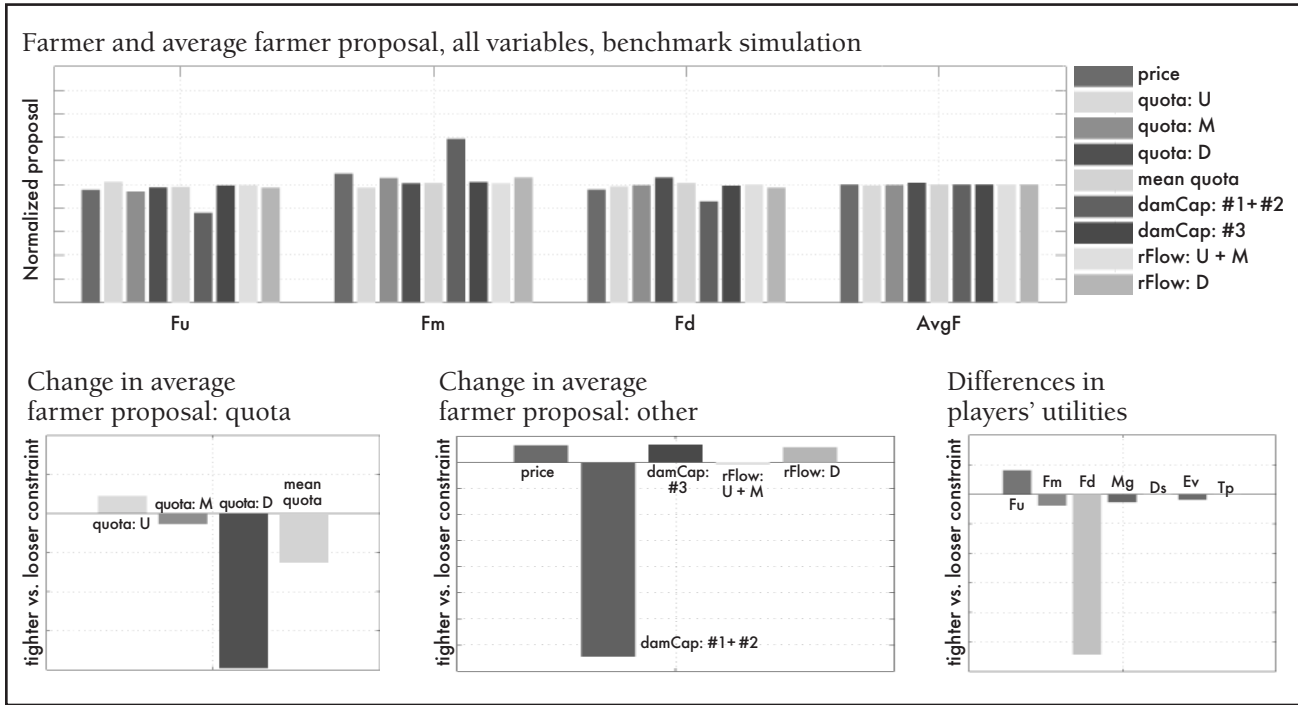 Farmer and average farmer proposal, all variables, benchmark simulation
Normalized proposal
price
quota: U
quota: M
quota: D
mean quota
damCap: #1+#2
damCap: #3
rFlow: U + M
rFlow: D
Fu
Fm
Fd
AvgF
Change in average
farmer proposal: quota
tighter vs. looser constraint
quota: U
quota: M
quota: D
mean
quota
Change in average
farmer proposal: other
tighter vs. looser constraint
price
damCap: #1+#2
damCap:
#3
rFlow:
U + M
rFlow: D
Differences in
players’ utilities
tighter vs. looser constraint
Fu
Fm
Fd
Mg
Ds
Ev
Tp